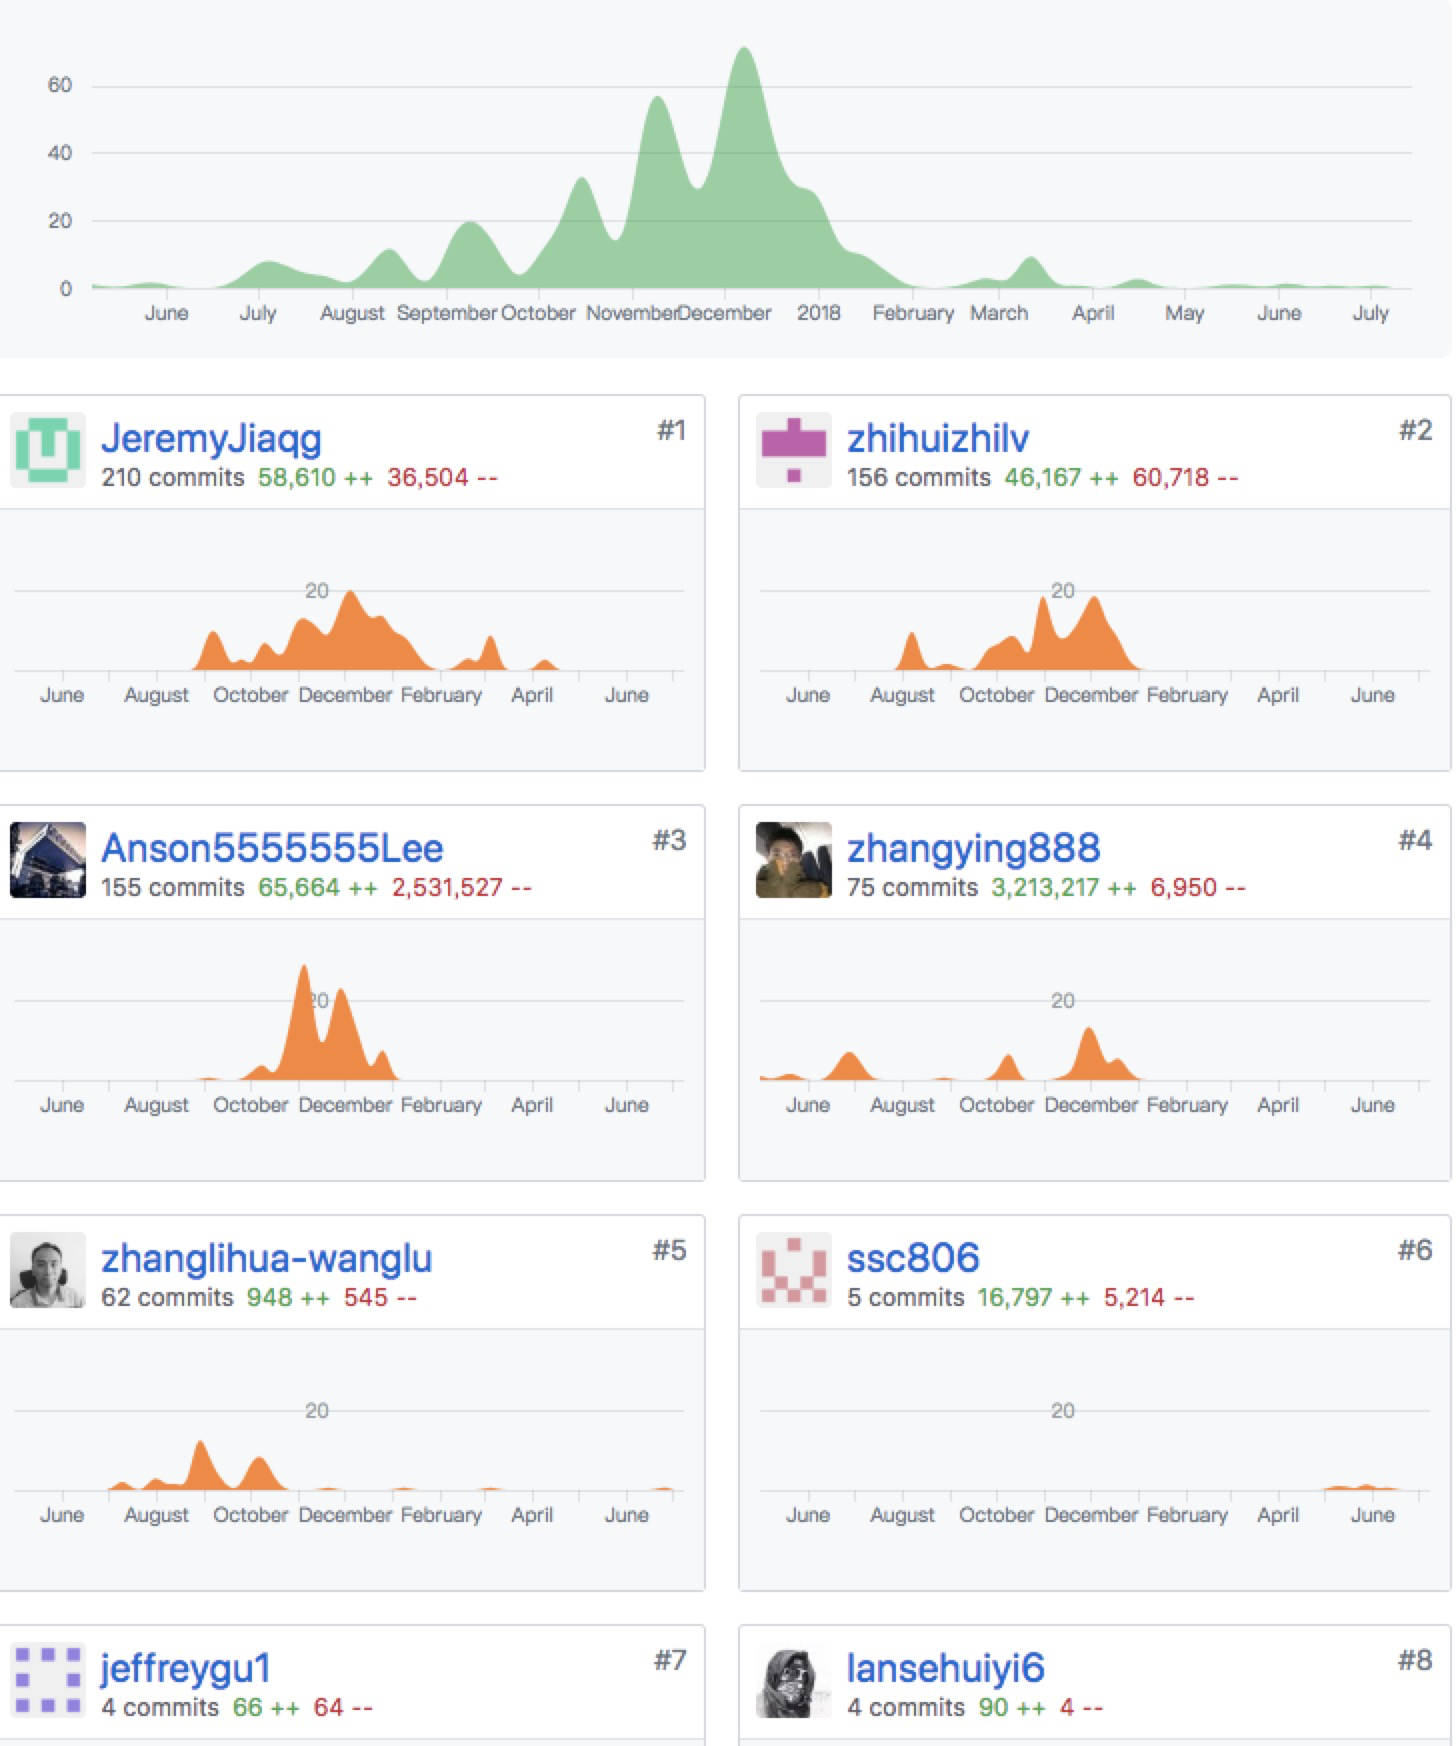 60
40
20
0
June July August September October November December 2018 February March April May June July
JeremyJiaqg #1
210 commits 58,610 ++ 36,504 --
20
June August October December February April June
zhihuizhilv #2
156 commits 46,167 ++ 60,718 --
20
June August October December February April June
Anson5555555Lee #3
155 commits 65,664 ++ 2,531,527 --
20
June August October December February April June
zhangying888 #4
75 commits 3,213,217 ++ 6,950 --
20
June August October December February April June
zhanglihua-wanglu #5
62 commits 948 ++ 545 --
20
June August October December February April June
ssc806 #6
5 commits 16,797 ++ 5,214 --
20
June August October December February April June
jeffreygu1 #7
4 commits 66 ++ 64 --
lansehuiyi6 #8
4 commits 90 ++ 4 --